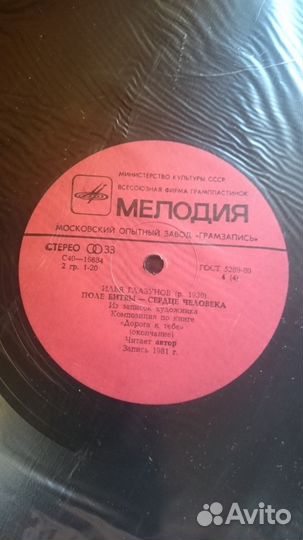 МИНИСТЕРСТВО КУЛЬТУРЫ СССР
ВСЕСОЮЗНАЯ ФИРМА ГРАМПЛАСТИНОК
МЕЛОДИЯ
МОСКОВСКИЙ ОПЫТНЫЙ ЗАВОД «ГРАМЗАПИСЬ»
СТЕРЕО 33
С40—16684
2 гр. 1-20
ГОСТ 5289-80
4 (4)
ИЛЬЯ ГЛАЗУНОВ (р. 1930)
ПОЛЕ БИТВЫ — СЕРДЦЕ ЧЕЛОВЕКА
Из записок художника
Композиция по книге
«Дорога к тебе»
(окончание)
Читает автор
Запись 1981 г.
Avito